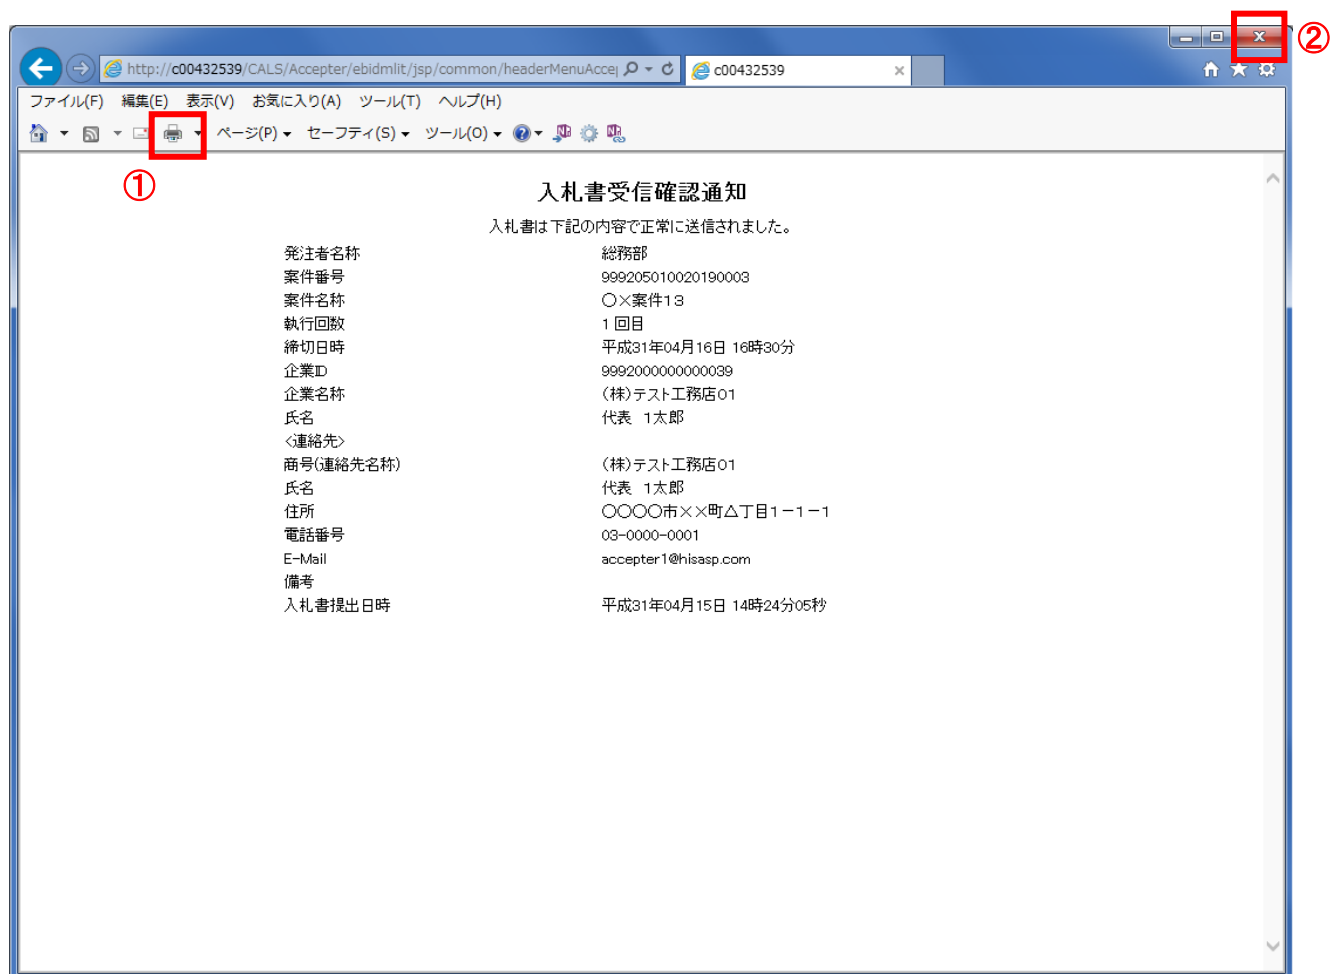 ②
http://c00432539/CALS/Accepter/ebidmlit/jsp/common/headerMenuAccep
c00432539
ファイル(F) 編集(E) 表示(V) お気に入り(A) ツール(T) ヘルプ(H)
ページ(P) セーフティ(S) ツール(O)
①
入札書受信確認通知
入札書は下記の内容で正常に送信されました。
発注者名称 総務部
案件番号 999205010020190003
案件名称 〇×案件13
執行回数 1回目
締切日時 平成31年04月16日 16時30分
企業ID 9992000000000039
企業名称 (株)テスト工務店01
氏名 代表 1太郎
<連絡先>
商号(連絡先名称) (株)テスト工務店01
氏名 代表 1太郎
住所 〇〇〇〇市××町△丁目1-1-1
電話番号 03-0000-0001
E-Mail accepter1@hisasp.com
備考
入札書提出日時 平成31年04月15日 14時24分05秒